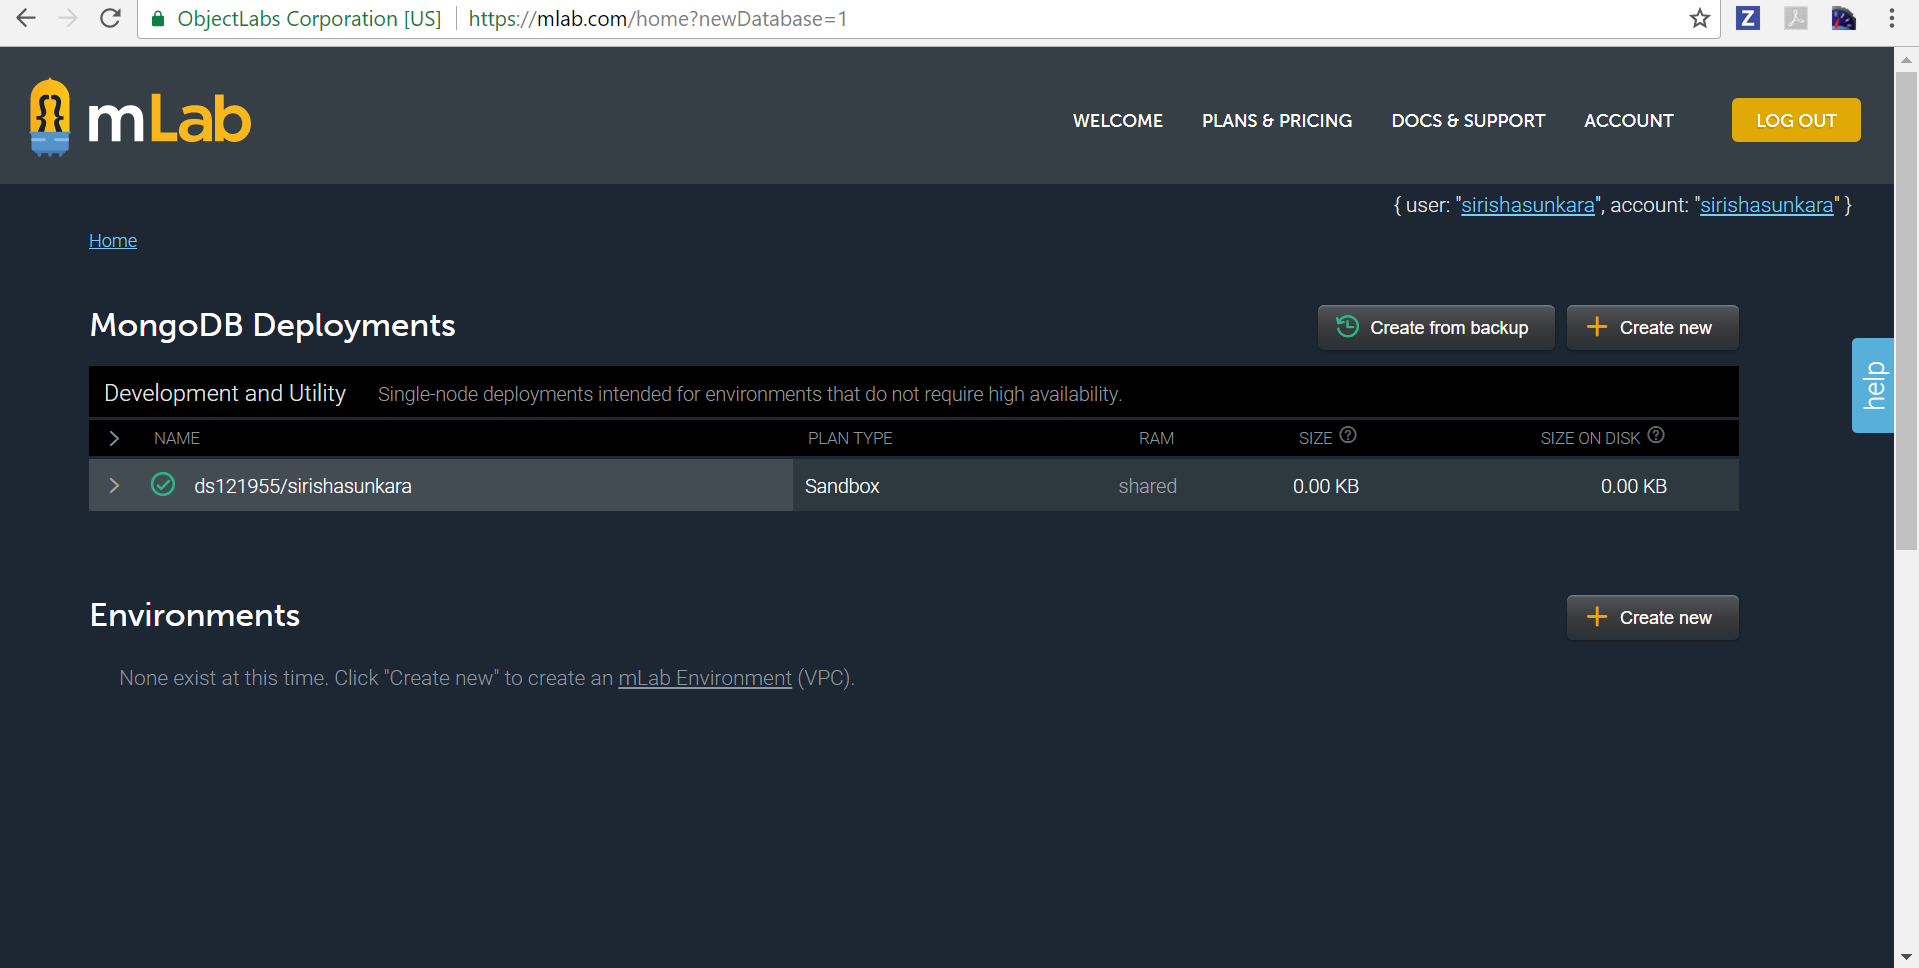 ObjectLabs Corporation [US] https://mlab.com/home?newDatabase=1
Z
mLab
WELCOME PLANS & PRICING DOCS & SUPPORT ACCOUNT LOG OUT
{ user: "sirishasunkara", account: "sirishasunkara" }
Home
MongoDB Deployments
Create from backup
Create new
help
Development and Utility Single-node deployments intended for environments that do not require high availability.
NAME PLAN TYPE RAM SIZE ? SIZE ON DISK ?
ds121955/sirishasunkara Sandbox shared 0.00 KB 0.00 KB
Environments
Create new
None exist at this time. Click "Create new" to create an mLab Environment (VPC).